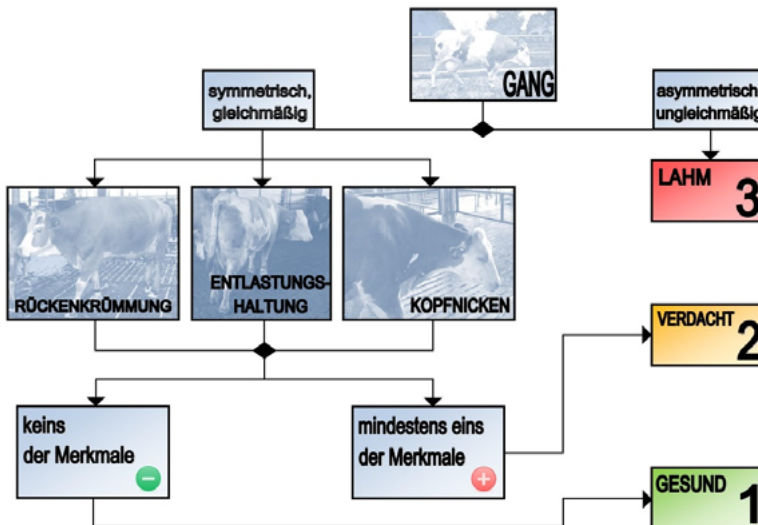 GANG
symmetrisch,
gleichmäßig
asymmetrisch,
ungleichmäßig
LAHM
3
RÜCKENKRÜMMUNG
ENTLASTUNGS-
HALTUNG
KOPFNICKEN
VERDACHT
2
keins
der Merkmale
mindestens eins
der Merkmale
GESUND
1